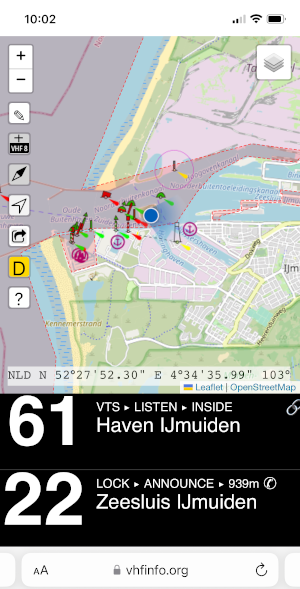 10:02
+
−
VHF 8
D
?
Kennemerstrand
IJm
NLD N 52°27'52.30" E 4°34'35.99" 103°
Leaflet | OpenStreetMap
61
VTS ▸ LISTEN ▸ INSIDE
Haven IJmuiden
22
LOCK ▸ ANNOUNCE ▸ 939m ✆
Zeesluis IJmuiden
AA
vhfinfo.org